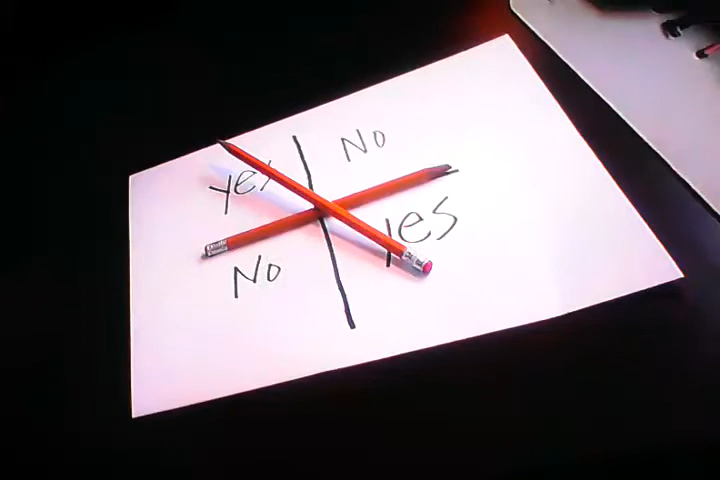 yes No
No yes